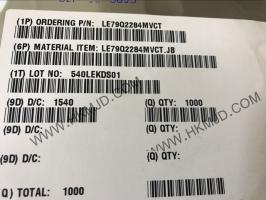 (1P) ORDERING P/N: LE79Q2284MVCT
(6P) MATERIAL ITEM: LE79Q2284MVCT.JB
(1T) LOT NO: 540LEKDS01
(9D) D/C: 1540 (Q) QTY: 1000
(9D) D/C: (Q) QTY:
(9D) D/C: (Q) QTY:
(Q) TOTAL: 1000
WWW.HKMJD.COM